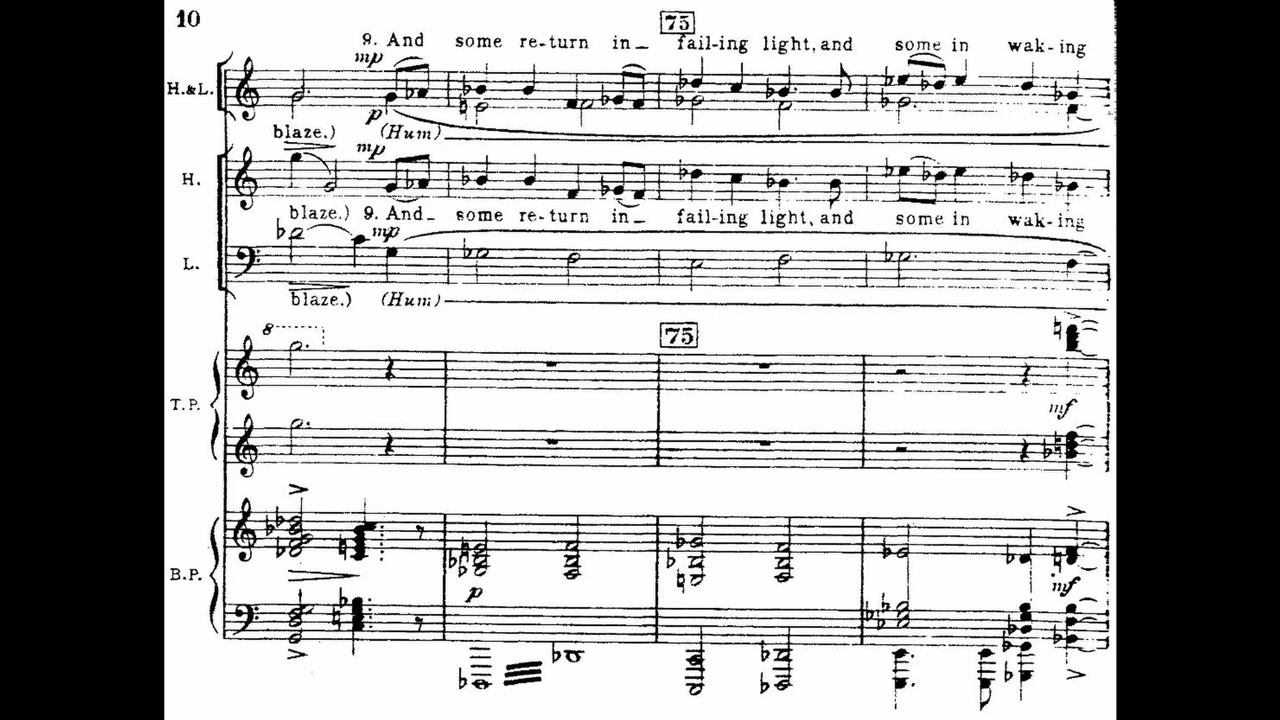 10
75
9. And some re-turn in_ fail-ing light, and some in wak-ing
mp
H.&L.
p
blaze.) (Hum)
mp
H.
blaze.) 9. And_ some re-turn in_ fail-ing light, and some in wak-ing
mp
L.
blaze.) (Hum)
8
75
T.P.
mf
B.P.
p
mf